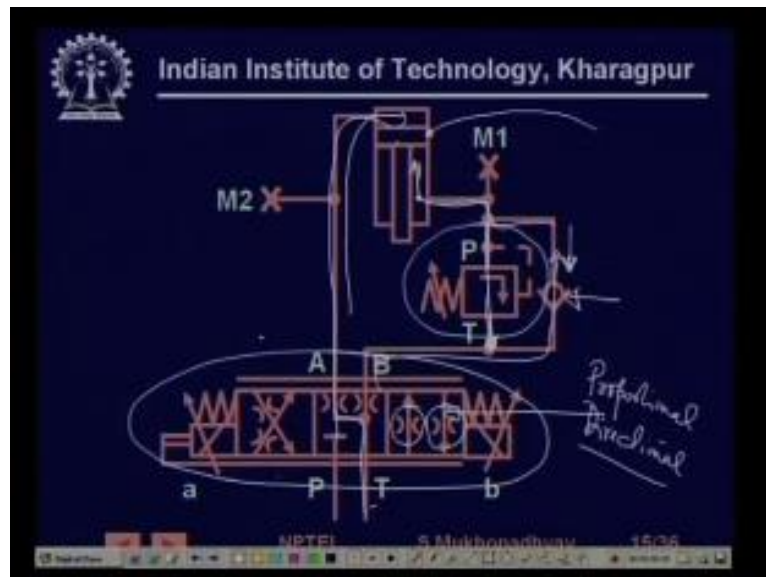 Indian Institute of Technology, Kharagpur
M1
M2
P
T
A B
Proportional
Directional
a P T b
NPTEL S.Mukhopadhyay 15/36